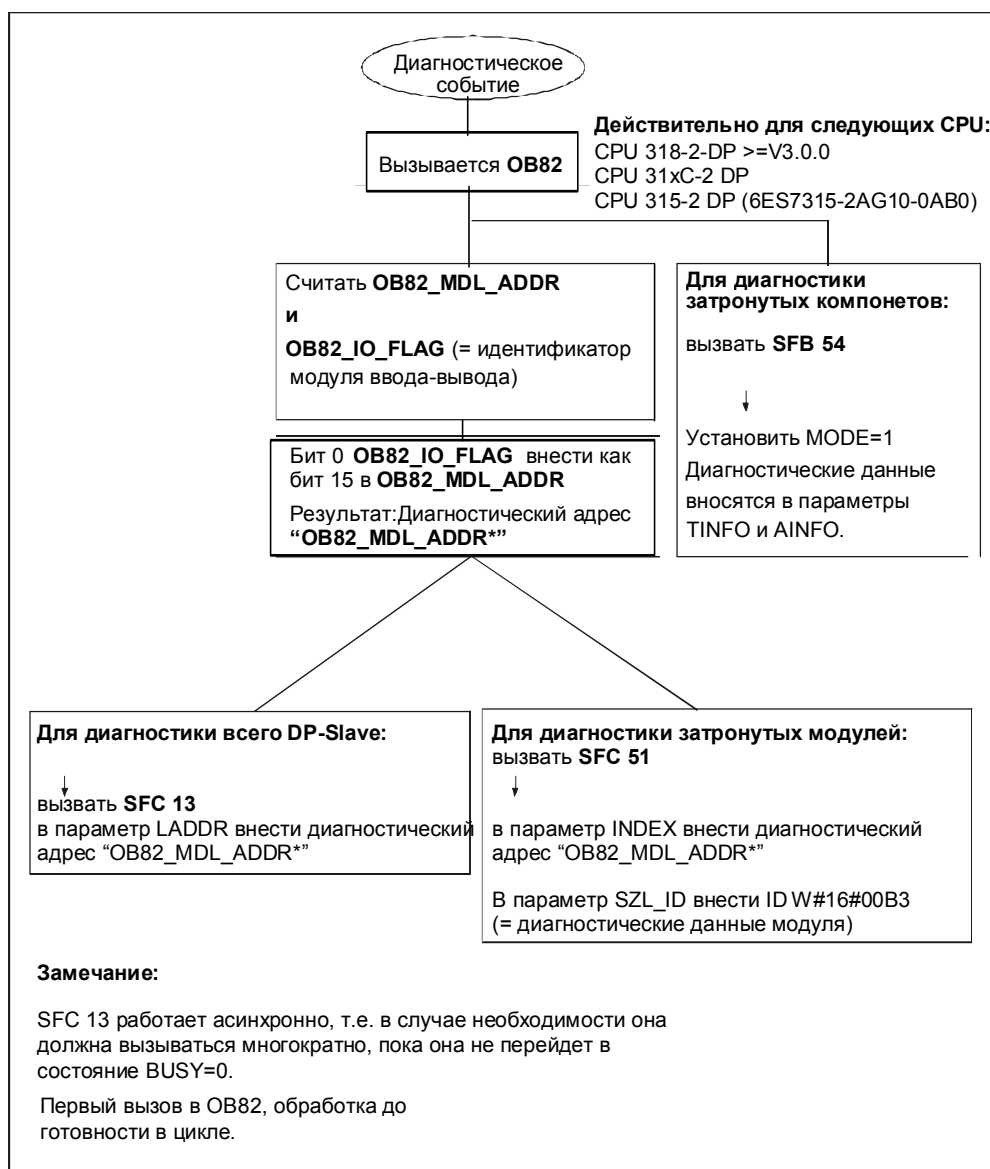 Диагностическое
событие
Вызывается OB82
Действительно для следующих CPU:
CPU 318-2-DP >=V3.0.0
CPU 31xC-2 DP
CPU 315-2 DP (6ES7315-2AG10-0AB0)
Считать OB82_MDL_ADDR
и
OB82_IO_FLAG (= идентификатор
модуля ввода-вывода)
Для диагностики
затронутых компонетов:
вызвать SFB 54
Установить MODE=1
Диагностические данные
вносятся в параметры
TINFO и AINFO.
Бит 0 OB82_IO_FLAG внести как
бит 15 в OB82_MDL_ADDR
Результат:Диагностический адрес
“OB82_MDL_ADDR*”
Для диагностики всего DP-Slave:
вызвать SFC 13
в параметр LADDR внести диагностический
адрес “OB82_MDL_ADDR*”
Для диагностики затронутых модулей:
вызвать SFC 51
в параметр INDEX внести диагностический
адрес “OB82_MDL_ADDR*”
В параметр SZL_ID внести ID W#16#00B3
(= диагностические данные модуля)
Замечание:
SFC 13 работает асинхронно, т.е. в случае необходимости она
должна вызываться многократно, пока она не перейдет в
состояние BUSY=0.
Первый вызов в OB82, обработка до
готовности в цикле.